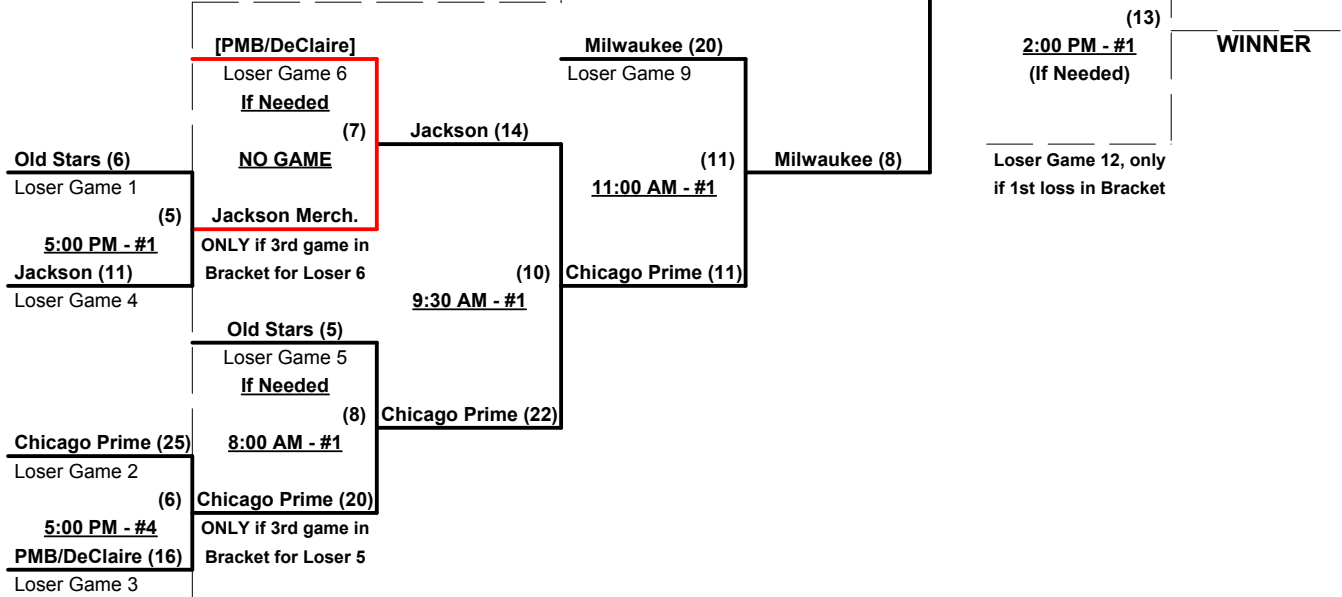 (13)
[PMB/DeClaire]
Milwaukee (20)
2:00 PM - #1
WINNER
Loser Game 6
Loser Game 9
(If Needed)
If Needed
(7)
Jackson (14)
Old Stars (6)
NO GAME
(11)
Milwaukee (8)
Loser Game 12, only
Loser Game 1
11:00 AM - #1
if 1st loss in Bracket
(5)
Jackson Merch.
5:00 PM - #1
ONLY if 3rd game in
Jackson (11)
Bracket for Loser 6
(10)
Chicago Prime (11)
Loser Game 4
9:30 AM - #1
Old Stars (5)
Loser Game 5
If Needed
(8)
Chicago Prime (22)
Chicago Prime (25)
8:00 AM - #1
Loser Game 2
(6)
Chicago Prime (20)
5:00 PM - #4
ONLY if 3rd game in
PMB/DeClaire (16)
Bracket for Loser 5
Loser Game 3